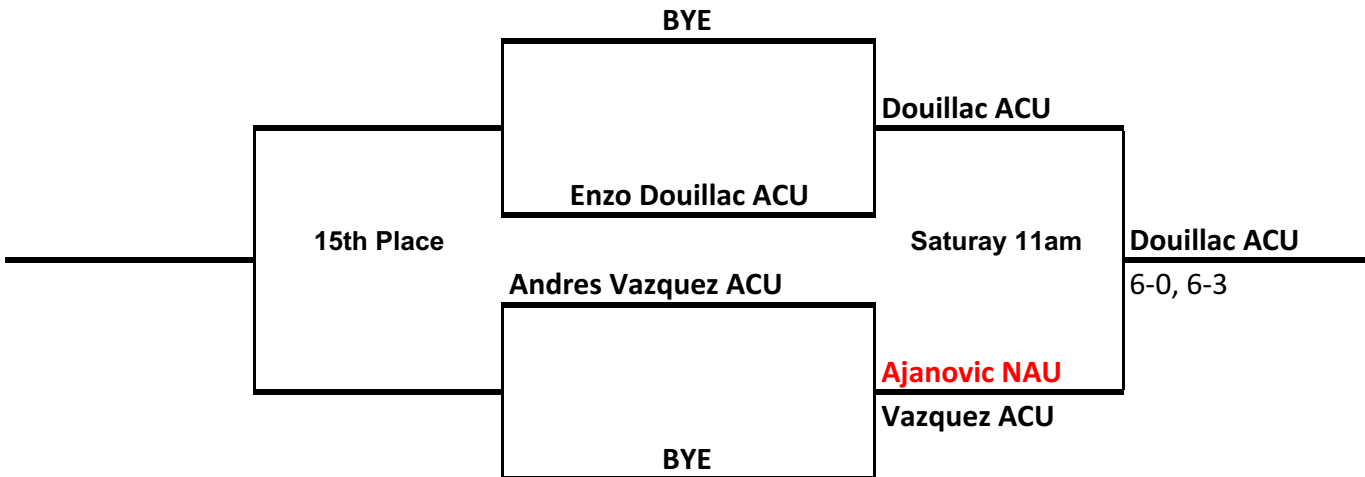 BYE
Douillac ACU
Enzo Douillac ACU
15th Place
Saturay 11am
Douillac ACU
Andres Vazquez ACU
6-0, 6-3
Ajanovic NAU
Vazquez ACU
BYE